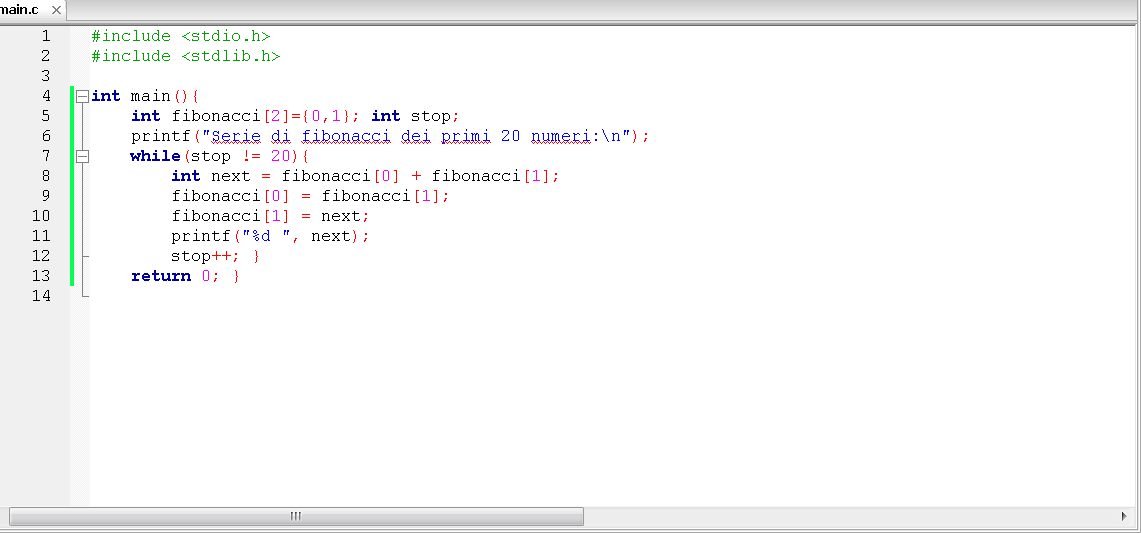 main.c ×
1 #include <stdio.h>
2 #include <stdlib.h>
3
4 int main(){
5 int fibonacci[2]={0,1}; int stop;
6 printf("Serie di fibonacci dei primi 20 numeri:\n");
7 while(stop != 20){
8 int next = fibonacci[0] + fibonacci[1];
9 fibonacci[0] = fibonacci[1];
10 fibonacci[1] = next;
11 printf("%d ", next);
12 stop++; }
13 return 0; }
14